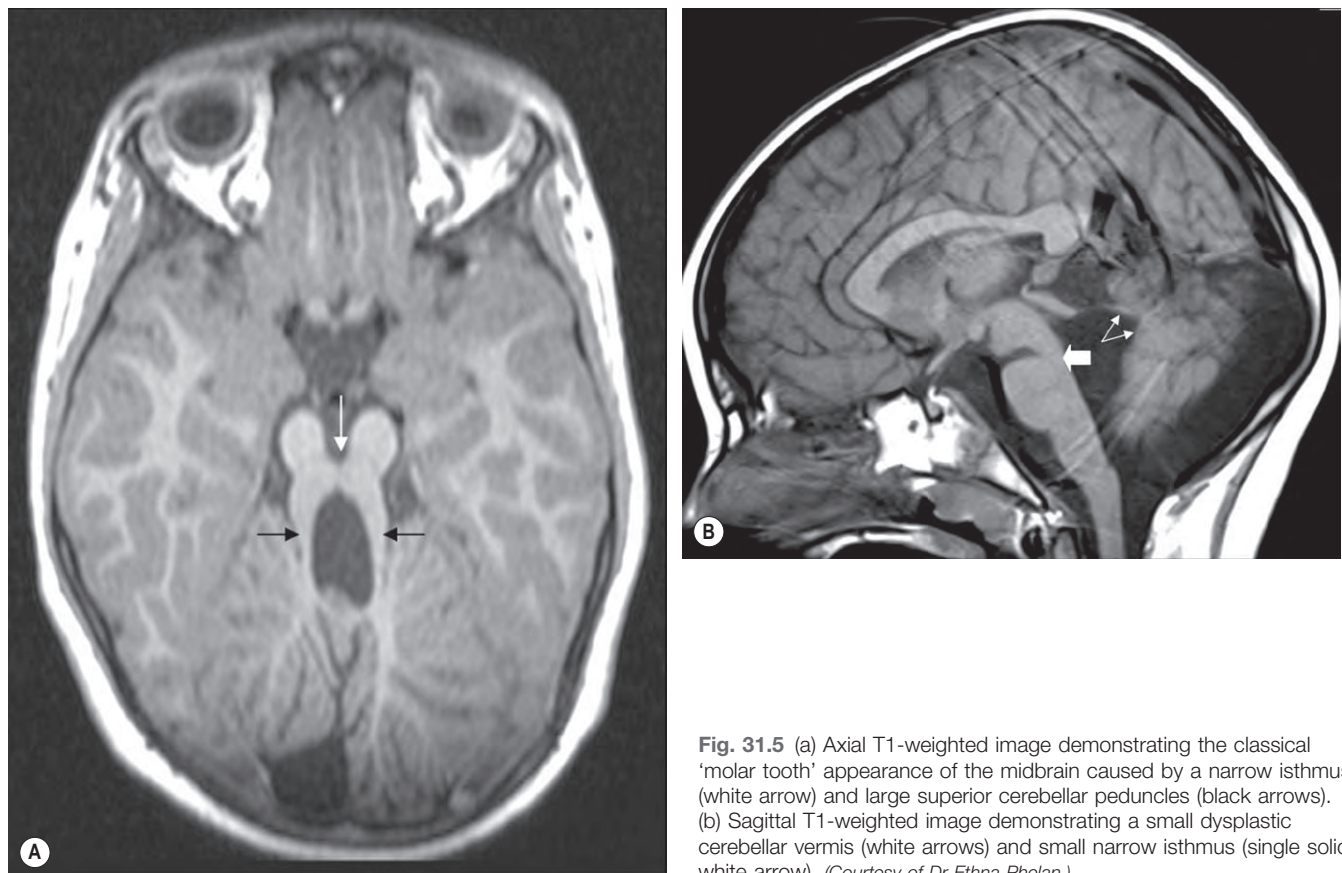 A
B
Fig. 31.5 (a) Axial T1-weighted image demonstrating the classical
‘molar tooth’ appearance of the midbrain caused by a narrow isthmus
(white arrow) and large superior cerebellar peduncles (black arrows).
(b) Sagittal T1-weighted image demonstrating a small dysplastic
cerebellar vermis (white arrows) and small narrow isthmus (single solid
white arrow). (Courtesy of Dr Ethna Phelan.)